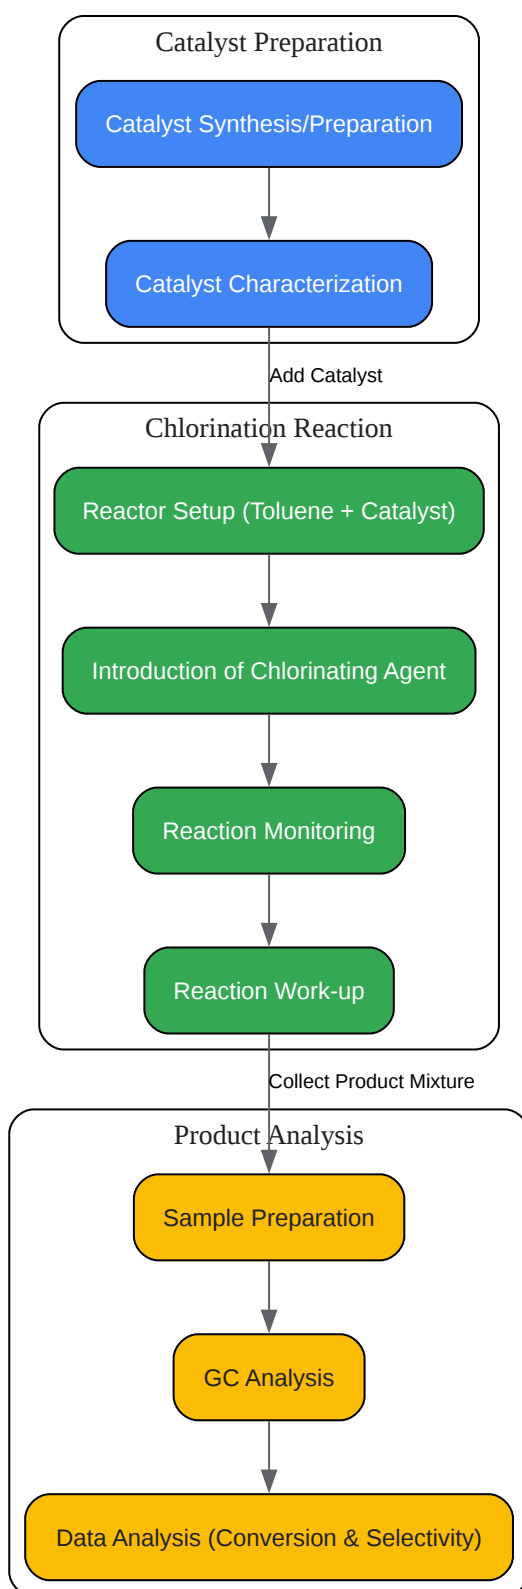 Catalyst Preparation
Catalyst Synthesis/Preparation
Catalyst Characterization
Add Catalyst
Chlorination Reaction
Reactor Setup (Toluene + Catalyst)
Introduction of Chlorinating Agent
Reaction Monitoring
Reaction Work-up
Collect Product Mixture
Product Analysis
Sample Preparation
GC Analysis
Data Analysis (Conversion & Selectivity)